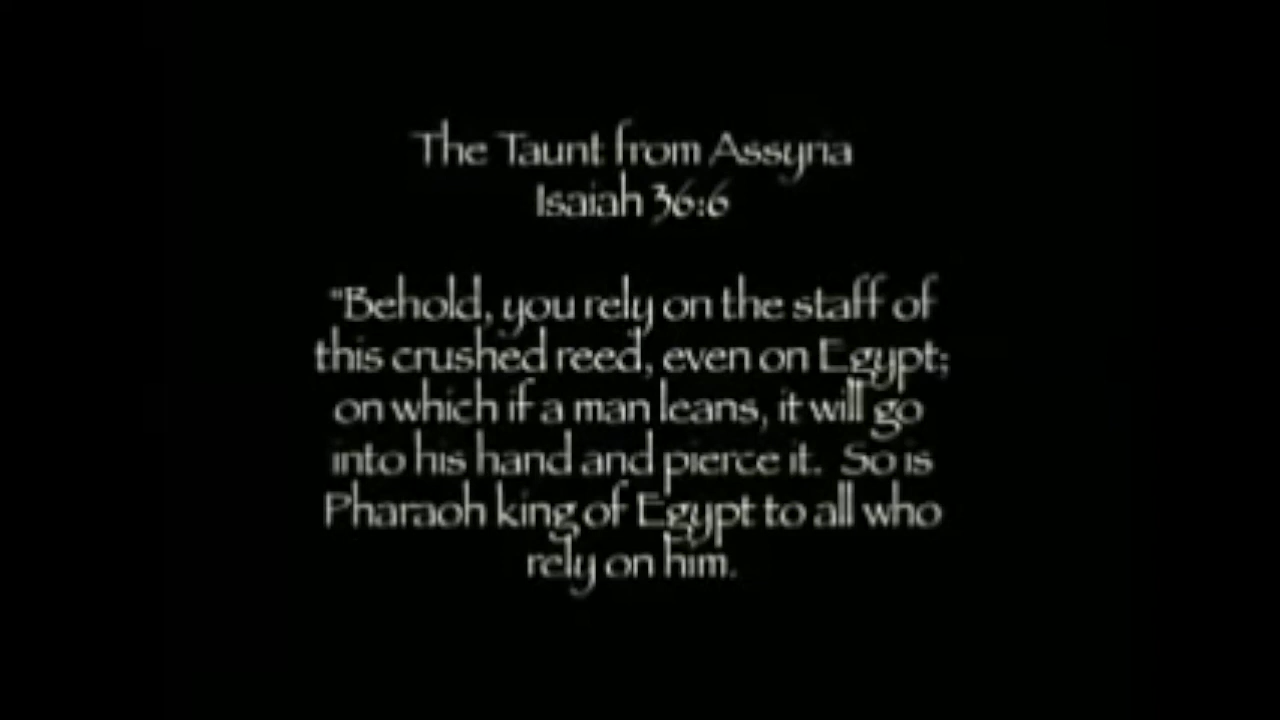 The Taunt from Assyria
Isaiah 36:6
"Behold, you rely on the staff of
this crushed reed, even on Egypt;
on which if a man leans, it will go
into his hand and pierce it.  So is
Pharaoh king of Egypt to all who
rely on him.